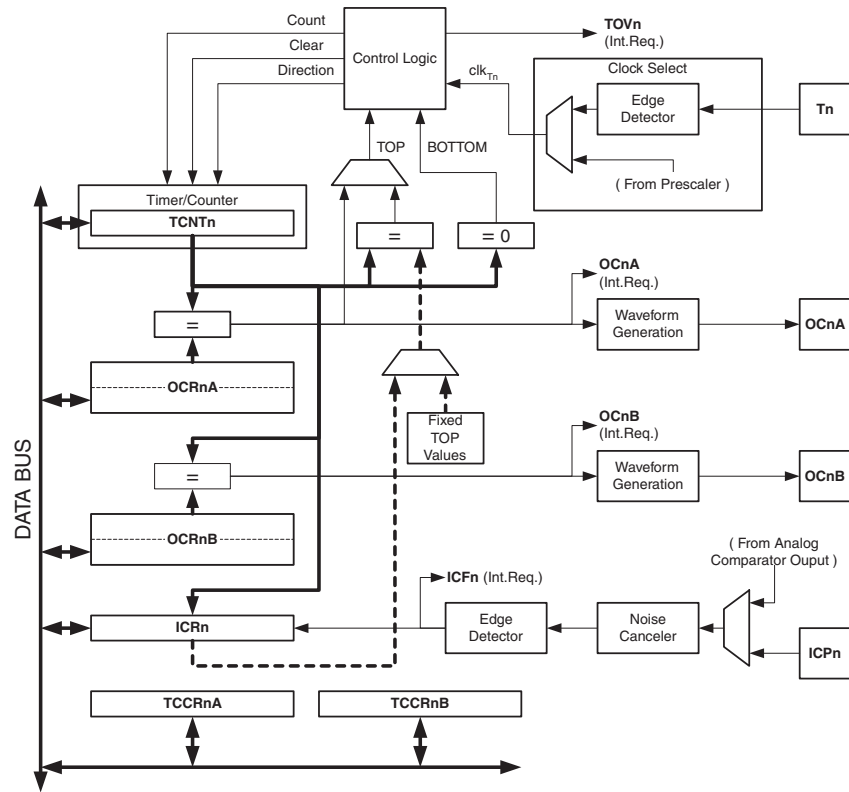 Count
Clear
Direction
Control Logic
TOVn
(Int.Req.)
clkTn
Clock Select
Edge
Detector
Tn
( From Prescaler )
TOP
BOTTOM
Timer/Counter
TCNTn
=
= 0
OCnA
(Int.Req.)
=
Waveform
Generation
OCnA
OCRnA
Fixed
TOP
Values
OCnB
(Int.Req.)
=
Waveform
Generation
OCnB
OCRnB
DATA BUS
( From Analog
Comparator Ouput )
ICFn (Int.Req.)
ICRn
Edge
Detector
Noise
Canceler
ICPn
TCCRnA
TCCRnB